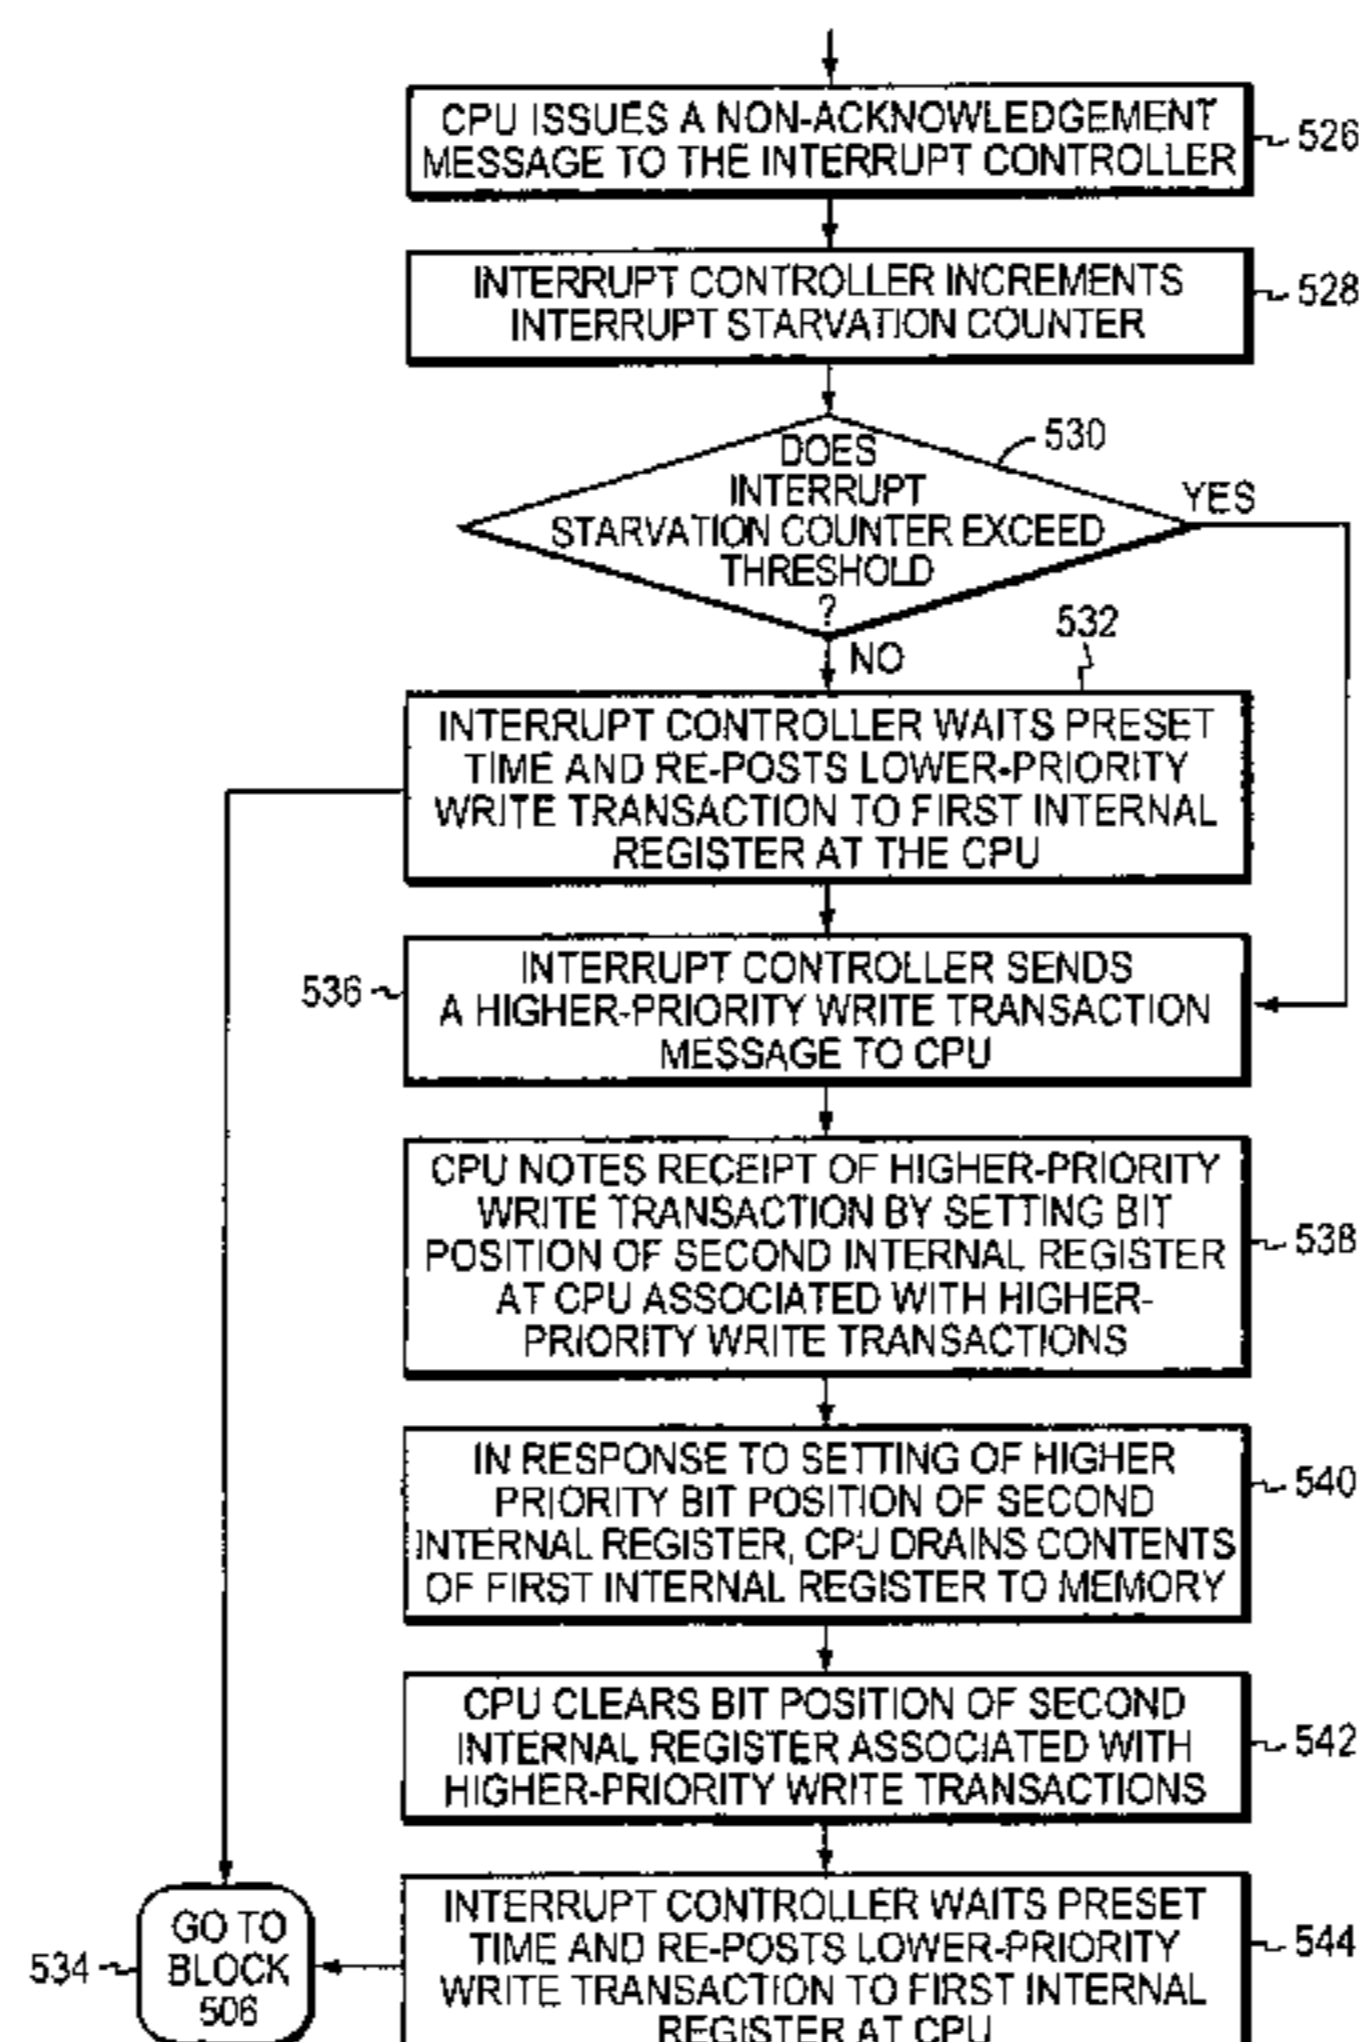 CPU ISSUES A NON-ACKNOWLEDGEMENT
MESSAGE TO THE INTERRUPT CONTROLLER
526
INTERRUPT CONTROLLER INCREMENTS
INTERRUPT STARVATION COUNTER
528
530
DOES
INTERRUPT
STARVATION COUNTER EXCEED
THRESHOLD
?
YES
NO
532
INTERRUPT CONTROLLER WAITS PRESET
TIME AND RE-POSTS LOWER-PRIORITY
WRITE TRANSACTION TO FIRST INTERNAL
REGISTER AT THE CPU
536
INTERRUPT CONTROLLER SENDS
A HIGHER-PRIORITY WRITE TRANSACTION
MESSAGE TO CPU
CPU NOTES RECEIPT OF HIGHER-PRIORITY
WRITE TRANSACTION BY SETTING BIT
POSITION OF SECOND INTERNAL REGISTER
AT CPU ASSOCIATED WITH HIGHER-
PRIORITY WRITE TRANSACTIONS
538
IN RESPONSE TO SETTING OF HIGHER
PRIORITY BIT POSITION OF SECOND
INTERNAL REGISTER, CPU DRAINS CONTENTS
OF FIRST INTERNAL REGISTER TO MEMORY
540
CPU CLEARS BIT POSITION OF SECOND
INTERNAL REGISTER ASSOCIATED WITH
HIGHER-PRIORITY WRITE TRANSACTIONS
542
INTERRUPT CONTROLLER WAITS PRESET
TIME AND RE-POSTS LOWER-PRIORITY
WRITE TRANSACTION TO FIRST INTERNAL
REGISTER AT CPU
544
534
GO TO
BLOCK
506